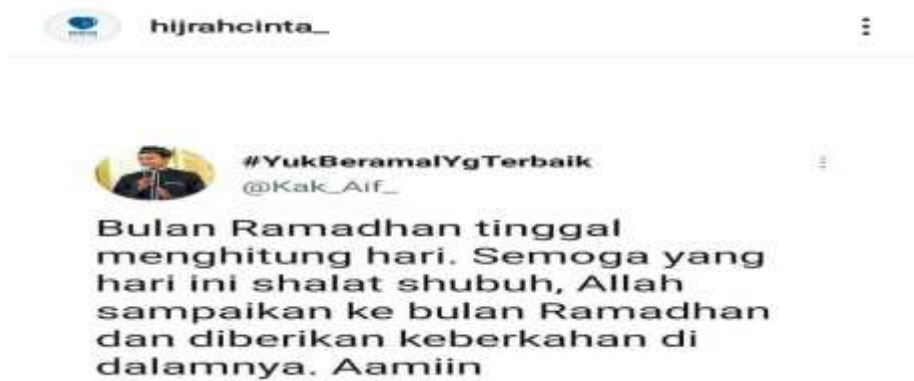 hijrahcinta_
#YukBeramalYgTerbaik
@Kak_Aif_
Bulan Ramadhan tinggal
menghitung hari. Semoga yang
hari ini shalat shubuh, Allah
sampaikan ke bulan Ramadhan
dan diberikan keberkahan di
dalamnya. Aamiin